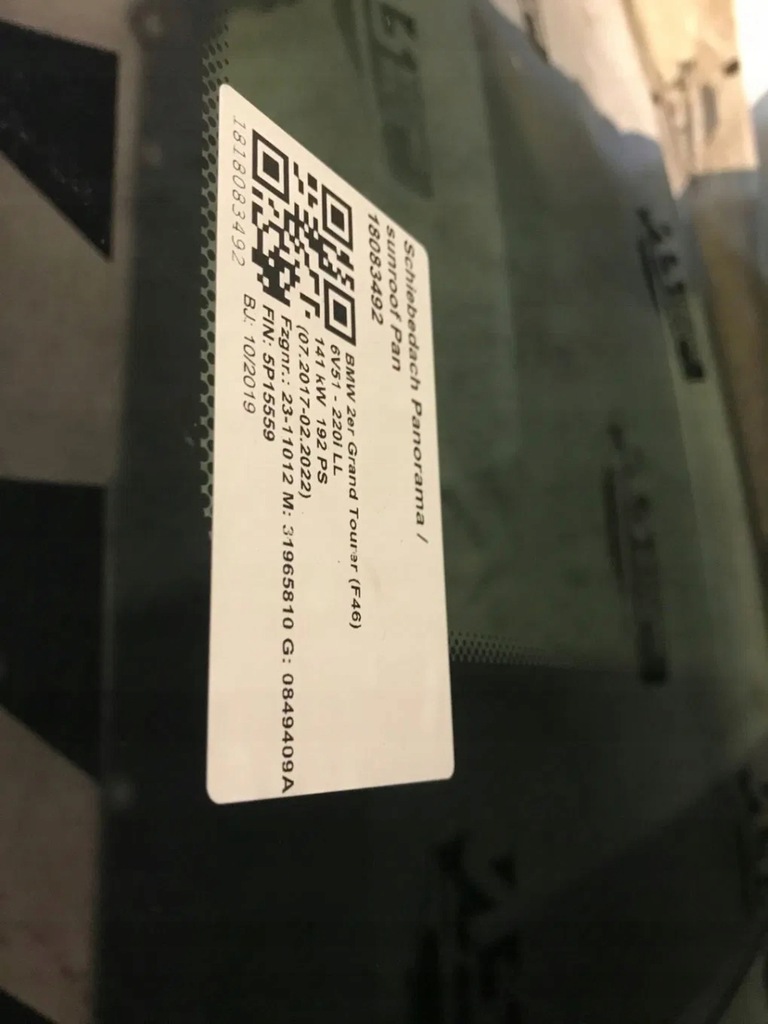 Schiebedach Panorama /
sunroof Pan
18083492
BMW 2er Grand Tourer (F46)
6V51 - 220i LL
141 kW 192 PS
(07.2017-02.2022)
Fzgnr.: 23-11012 M: 31965810 G: 0849409A
FIN: 5P15559
BJ: 10/2019
1818083492